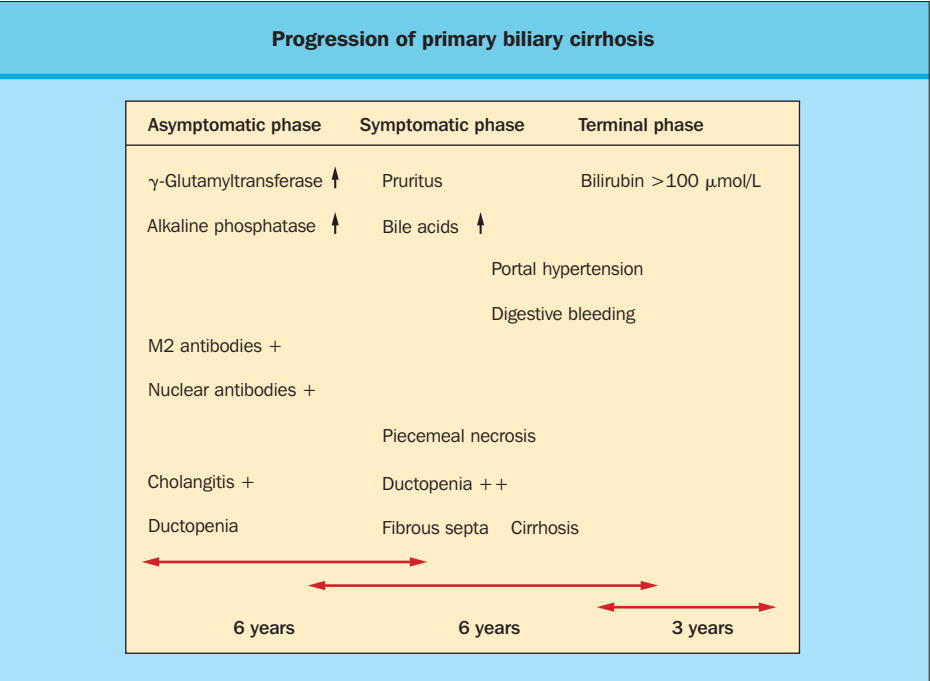 Progression of primary biliary cirrhosis
Asymptomatic phase Symptomatic phase Terminal phase
γ-Glutamyltransferase Pruritus Bilirubin >100 μmol/L
Alkaline phosphatase Bile acids
Portal hypertension
Digestive bleeding
M2 antibodies +
Nuclear antibodies +
Piecemeal necrosis
Cholangitis + Ductopenia ++
Ductopenia Fibrous septa Cirrhosis
6 years 6 years 3 years